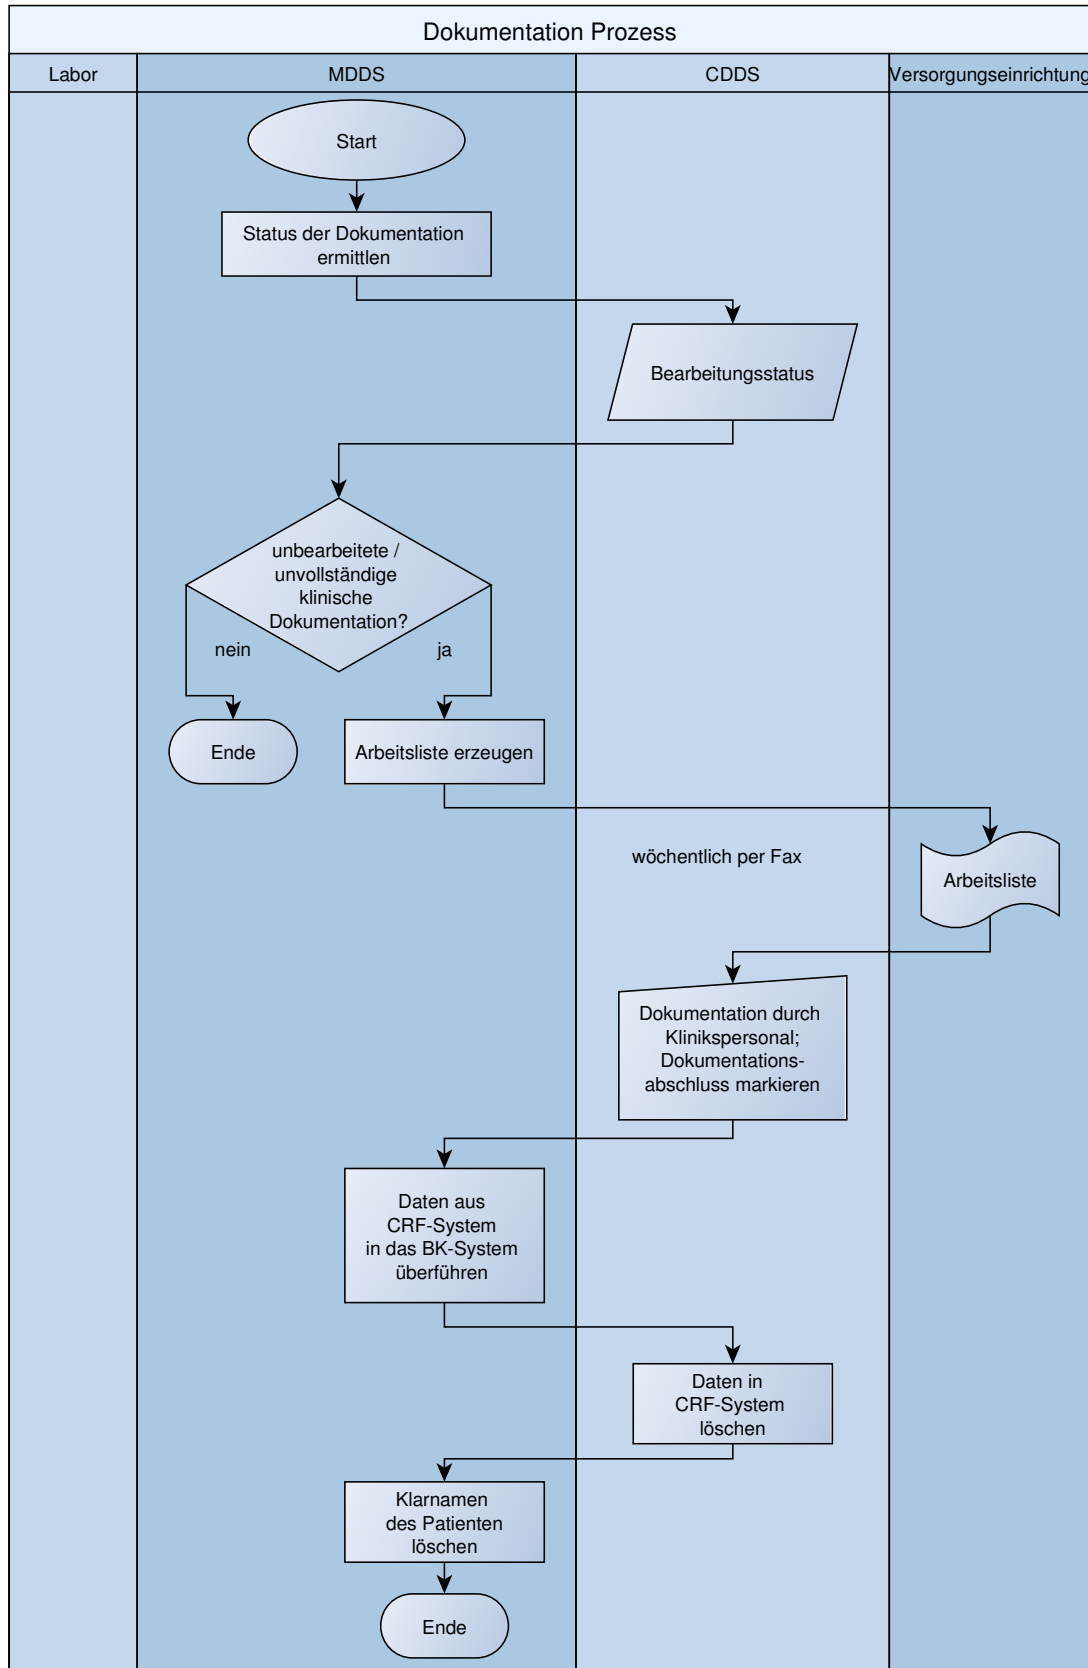 Dokumentation Prozess
Labor
MDDS
CDDS
Versorgungseinrichtung
Start
Status der Dokumentation
ermittlen
Bearbeitungsstatus
unbearbeitete /
unvollständige
klinische
Dokumentation?
nein
ja
Ende
Arbeitsliste erzeugen
wöchentlich per Fax
Arbeitsliste
Dokumentation durch
Klinikspersonal;
Dokumentations-
abschluss markieren
Daten aus
CRF-System
in das BK-System
überführen
Daten in
CRF-System
löschen
Klarnamen
des Patienten
löschen
Ende